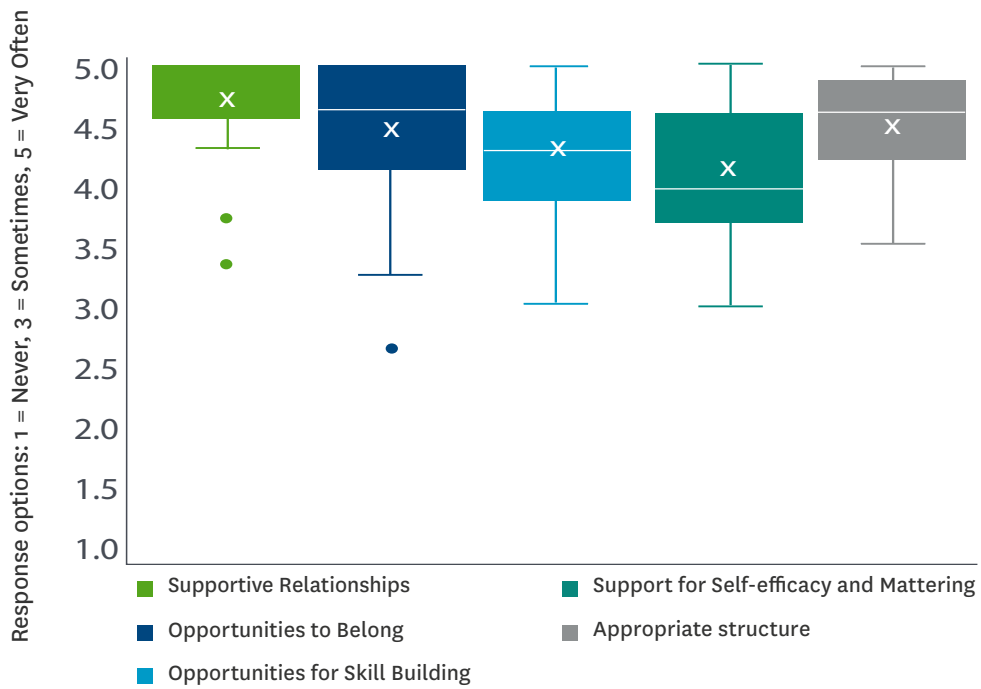 Response options: 1 = Never, 3 = Sometimes, 5 = Very Often
5.0
4.5
4.0
3.5
3.0
2.5
2.0
1.5
1.0
x
x
x
x
x
Supportive Relationships
Opportunities to Belong
Opportunities for Skill Building
Support for Self-efficacy and Mattering
Appropriate structure